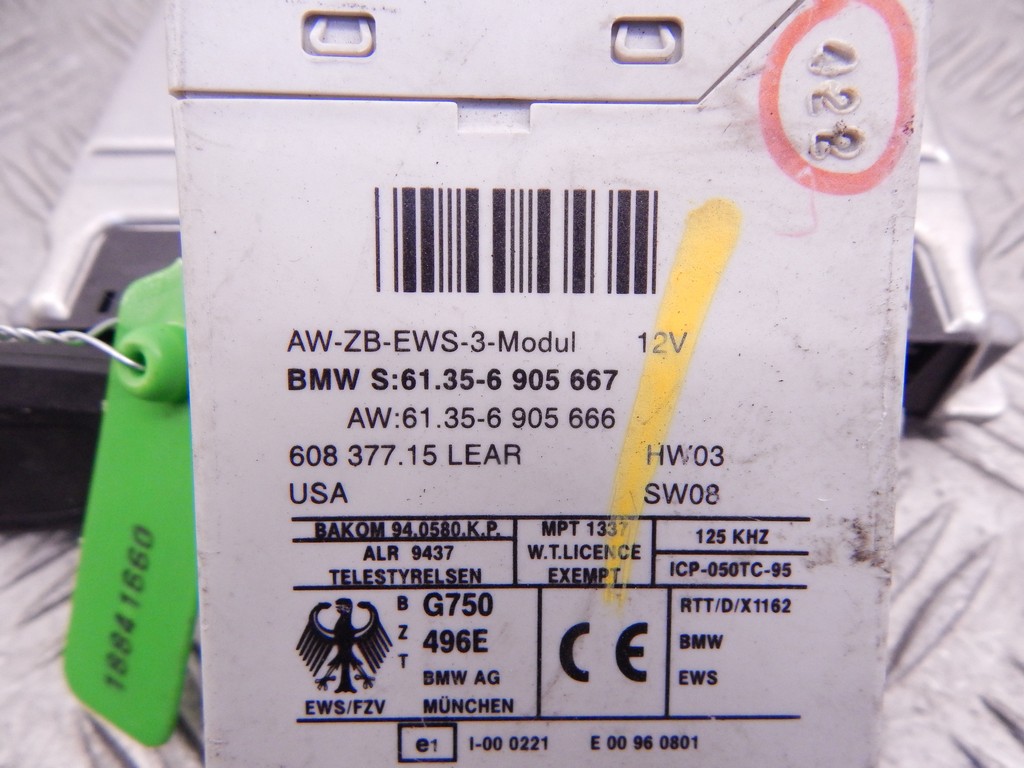 122
AW-ZB-EWS-3-Modul 12V
BMW S:61.35-6 905 667
AW:61.35-6 905 666
608 377.15 LEAR HW03
USA SW08
BAKOM 94.0580.K.P.
ALR 9437
TELESTYRELSEN
MPT 1337
W.T.LICENCE
EXEMPT
125 KHZ
ICP-050TC-95
EWS/FZV
BZT
G750
496E
BMW AG
MÜNCHEN
CE
RTT/D/X1162
BMW
EWS
e1 I-00 0221 E 00 96 0801
18841660